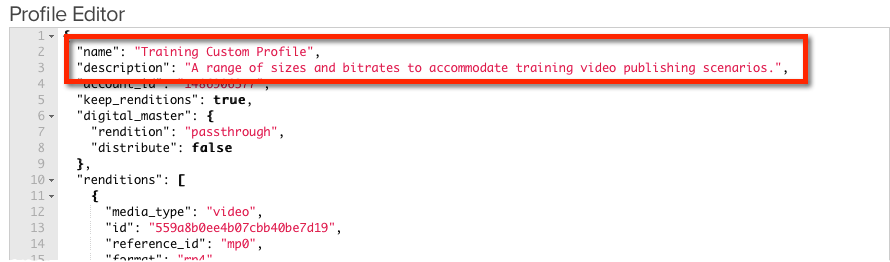 Profile Editor
1 {
2 "name": "Training Custom Profile",
3 "description": "A range of sizes and bitrates to accommodate training video publishing scenarios.",
4 "account_id":
5 "keep_renditions": true,
6 "digital_master": {
7 "rendition": "passthrough",
8 "distribute": false
9 },
10 "renditions": [
11 {
12 "media_type": "video",
13 "id": "559a8b0ee4b07cbb40be7d19",
14 "reference_id": "mp0",
15 "format": "mp4",